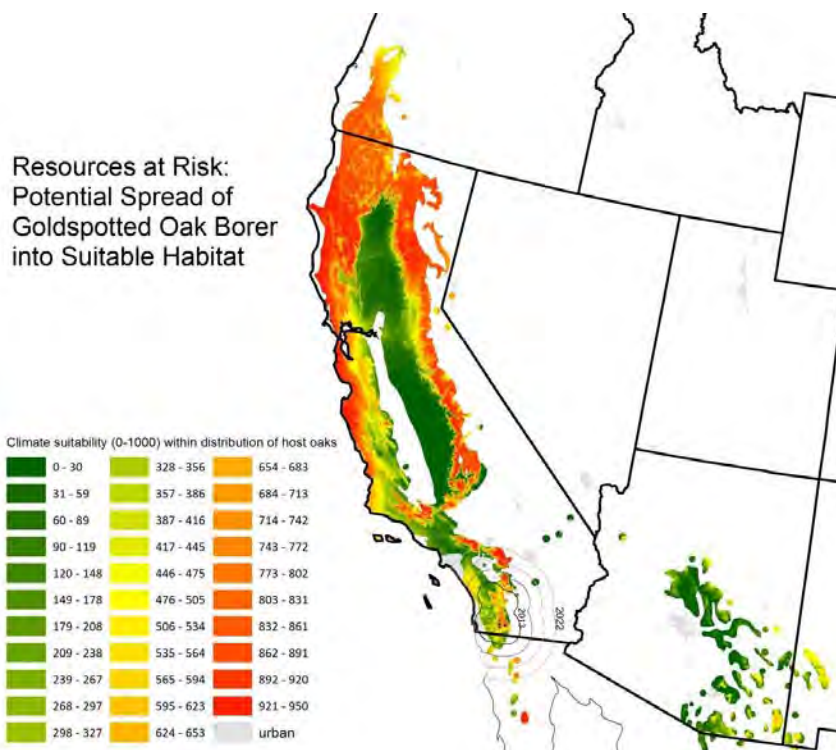 Resources at Risk:
Potential Spread of
Goldspotted Oak Borer
into Suitable Habitat
Climate suitability (0-1000) within distribution of host oaks
0 - 30
31 - 59
60 - 89
90 - 119
120 - 148
149 - 178
179 - 208
209 - 238
239 - 267
268 - 297
298 - 327
328 - 356
357 - 386
387 - 416
417 - 445
446 - 475
476 - 505
506 - 534
535 - 564
565 - 594
595 - 623
624 - 653
654 - 683
684 - 713
714 - 742
743 - 772
773 - 802
803 - 831
832 - 861
862 - 891
892 - 920
921 - 950
urban
2012
2022